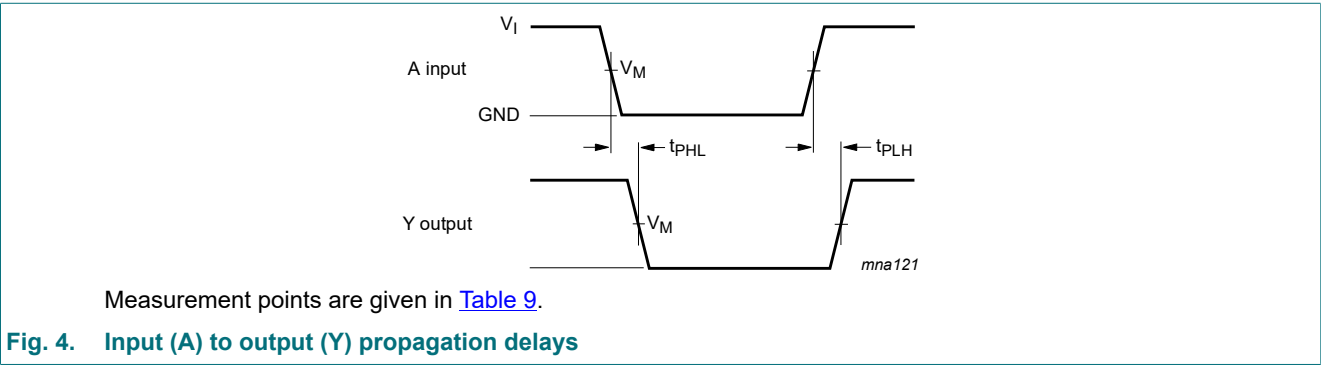 VI
A input
VM
GND
tPHL
tPLH
Y output
VM
mna121
Measurement points are given in Table 9.
Fig. 4. Input (A) to output (Y) propagation delays